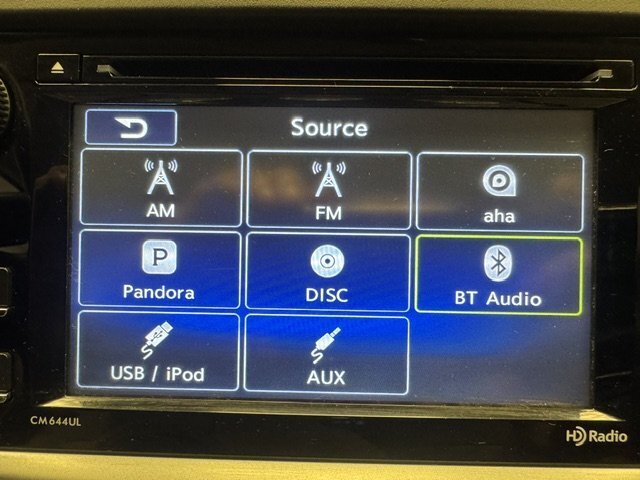 Source
AM
FM
aha
P
Pandora
DISC
BT Audio
USB / iPod
AUX
CM644UL
HD Radio